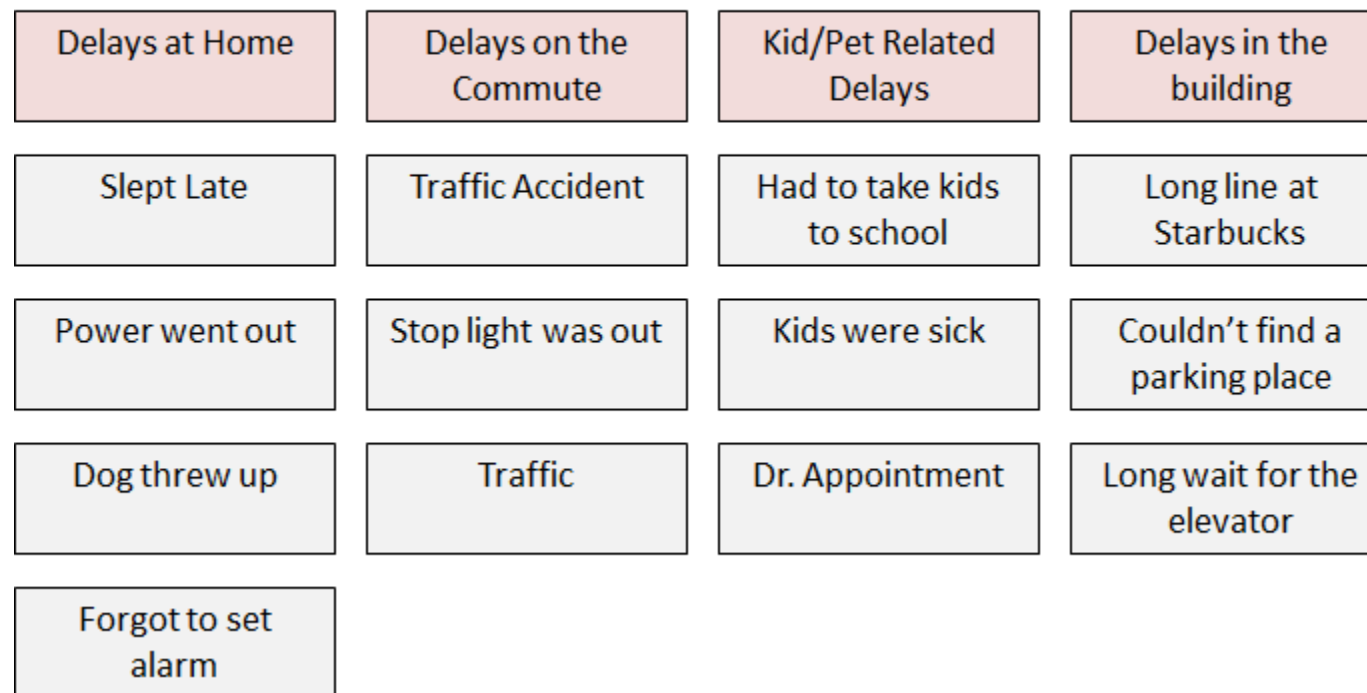 Delays at Home
Delays on the
Commute
Kid/Pet Related
Delays
Delays in the
building
Slept Late
Traffic Accident
Had to take kids
to school
Long line at
Starbucks
Power went out
Stop light was out
Kids were sick
Couldn’t find a
parking place
Dog threw up
Traffic
Dr. Appointment
Long wait for the
elevator
Forgot to set
alarm